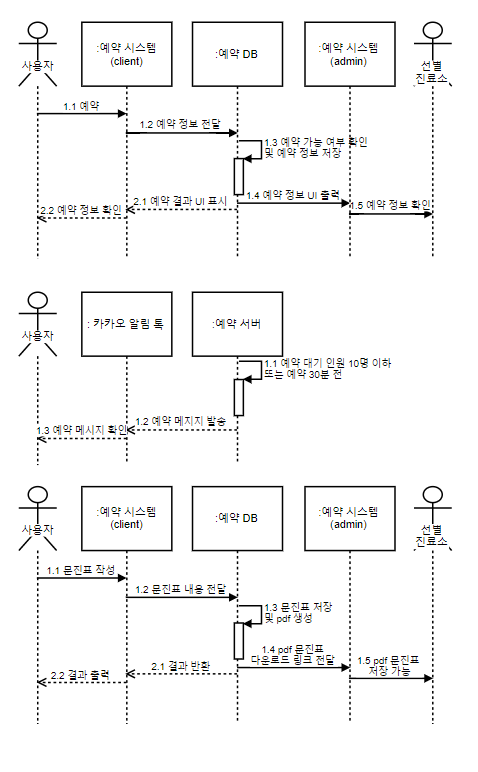 사용자
:예약 시스템
(client)
:예약 DB
:예약 시스템
(admin)
선별
진료소
1.1 예약
1.2 예약 정보 전달
1.3 예약 가능 여부 확인
및 예약 정보 저장
2.1 예약 결과 UI 표시
1.4 예약 정보 UI 출력
2.2 예약 정보 확인
1.5 예약 정보 확인
사용자
: 카카오 알림 톡
:예약 서버
1.1 예약 대기 인원 10명 이하
또는 예약 30분 전
1.2 예약 메지지 발송
1.3 예약 메시지 확인
사용자
:예약 시스템
(client)
:예약 DB
:예약 시스템
(admin)
선별
진료소
1.1 문진표 작성
1.2 문진표 내용 전달
1.3 문진표 저장
및 pdf 생성
1.4 pdf 문진표
다운로드 링크 전달
2.1 결과 반환
1.5 pdf 문진표
저장 가능
2.2 결과 출력